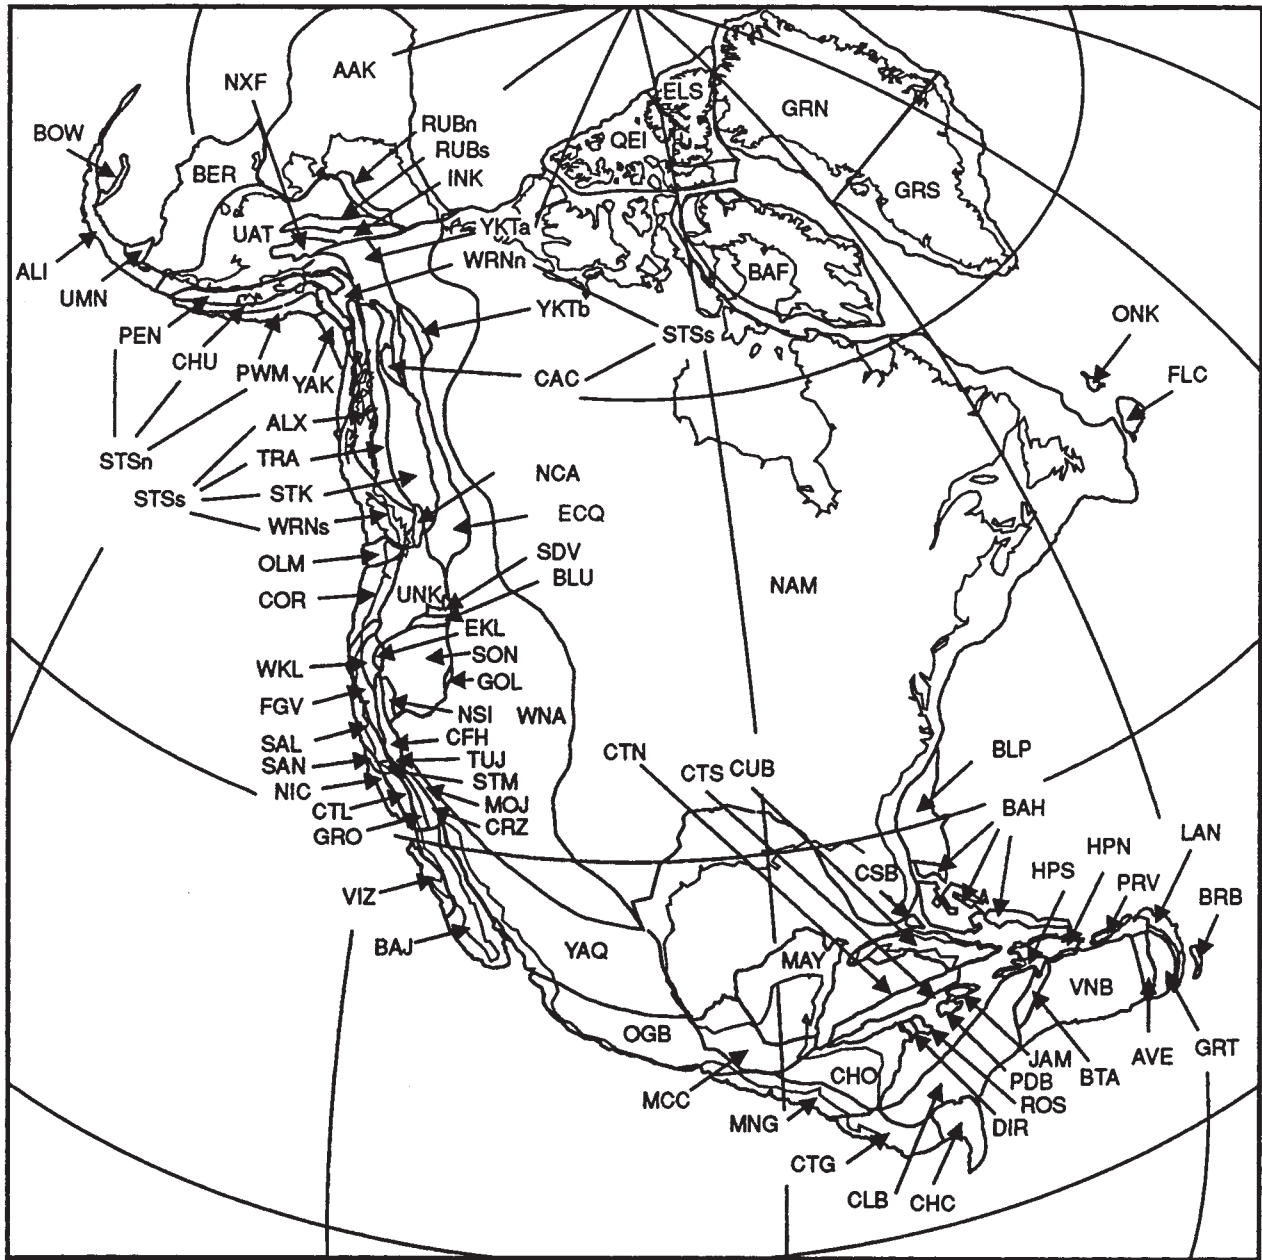 AAK
NXF
ELS
GRN
BOW
RUBn
QEI
RUBs
BER
INK
GRS
UAT
YKTa
ALI
WRNn
BAF
UMN
YKTb
PEN
STSs
ONK
CHU
PWM
YAK
CAC
FLC
ALX
STSn
TRA
NCA
STSs
STK
ECQ
WRNs
OLM
SDV
BLU
COR
UNK
NAM
EKL
SON
WKL
GOL
FGV
NSI
WNA
SAL
CFH
CTN
BLP
SAN
TUJ
CTS
CUB
NIC
STM
CTL
MOJ
BAH
GRO
CRZ
LAN
HPN
CSB
HPS
PRV
VIZ
BRB
BAJ
YAQ
MAY
VNB
OGB
JAM
AVE
GRT
CHO
PDB
BTA
MCC
ROS
MNG
DIR
CTG
CLB
CHC